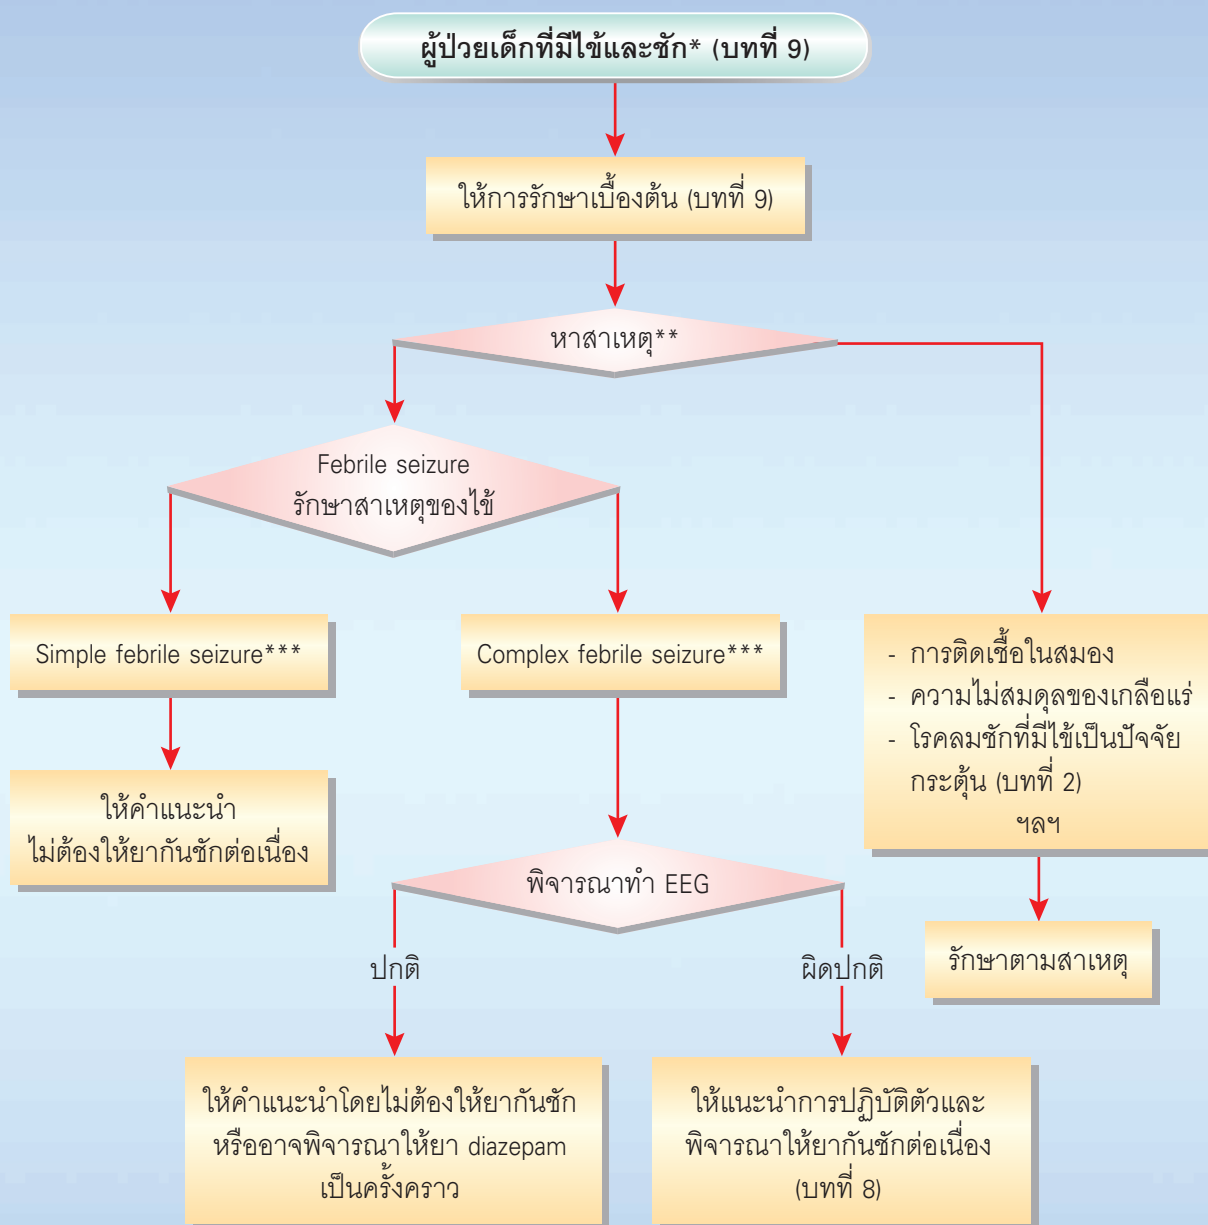 ผู้ป่วยเด็กที่มีไข้และชัก* (บทที่ 9)
ให้การรักษาเบื้องต้น (บทที่ 9)
หาสาเหตุ**
Febrile seizure
รักษาสาเหตุของไข้
Simple febrile seizure***
Complex febrile seizure***
- การติดเชื้อในสมอง
- ความไม่สมดุลของเกลือแร่
- โรคลมชักที่มีไข้เป็นปัจจัย
กระตุ้น (บทที่ 2)
ฯลฯ
ให้คำแนะนำ
ไม่ต้องให้ยากันชักต่อเนื่อง
พิจารณาทำ EEG
รักษาตามสาเหตุ
ปกติ
ผิดปกติ
ให้คำแนะนำโดยไม่ต้องให้ยากันชัก
หรืออาจพิจารณาให้ยา diazepam
เป็นครั้งคราว
ให้แนะนำการปฏิบัติตัวและ
พิจารณาให้ยากันชักต่อเนื่อง
(บทที่ 8)